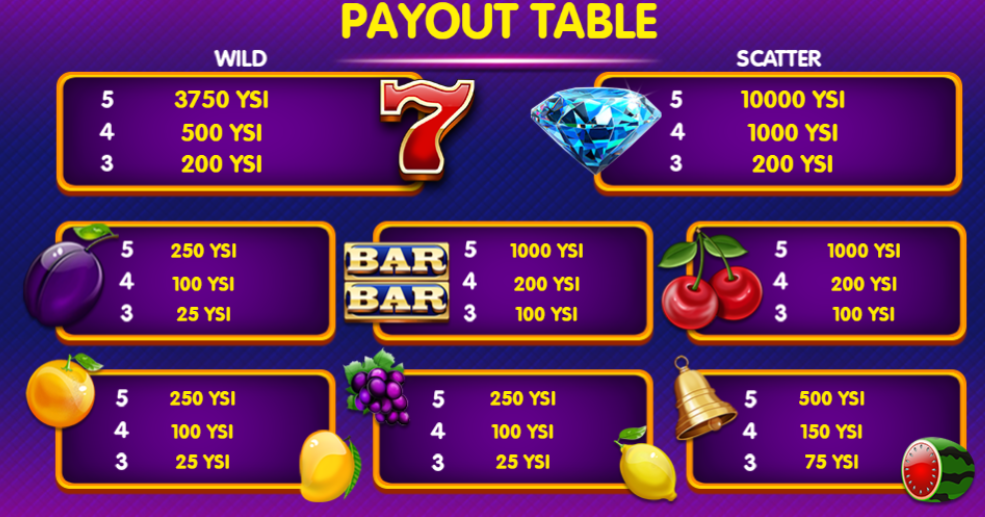 PAYOUT TABLE
WILD
5 3750 YSI
4 500 YSI
3 200 YSI
7
SCATTER
5 10000 YSI
4 1000 YSI
3 200 YSI
5 250 YSI
4 100 YSI
3 25 YSI
BAR
BAR
5 1000 YSI
4 200 YSI
3 100 YSI
5 1000 YSI
4 200 YSI
3 100 YSI
5 250 YSI
4 100 YSI
3 25 YSI
5 250 YSI
4 100 YSI
3 25 YSI
5 500 YSI
4 150 YSI
3 75 YSI